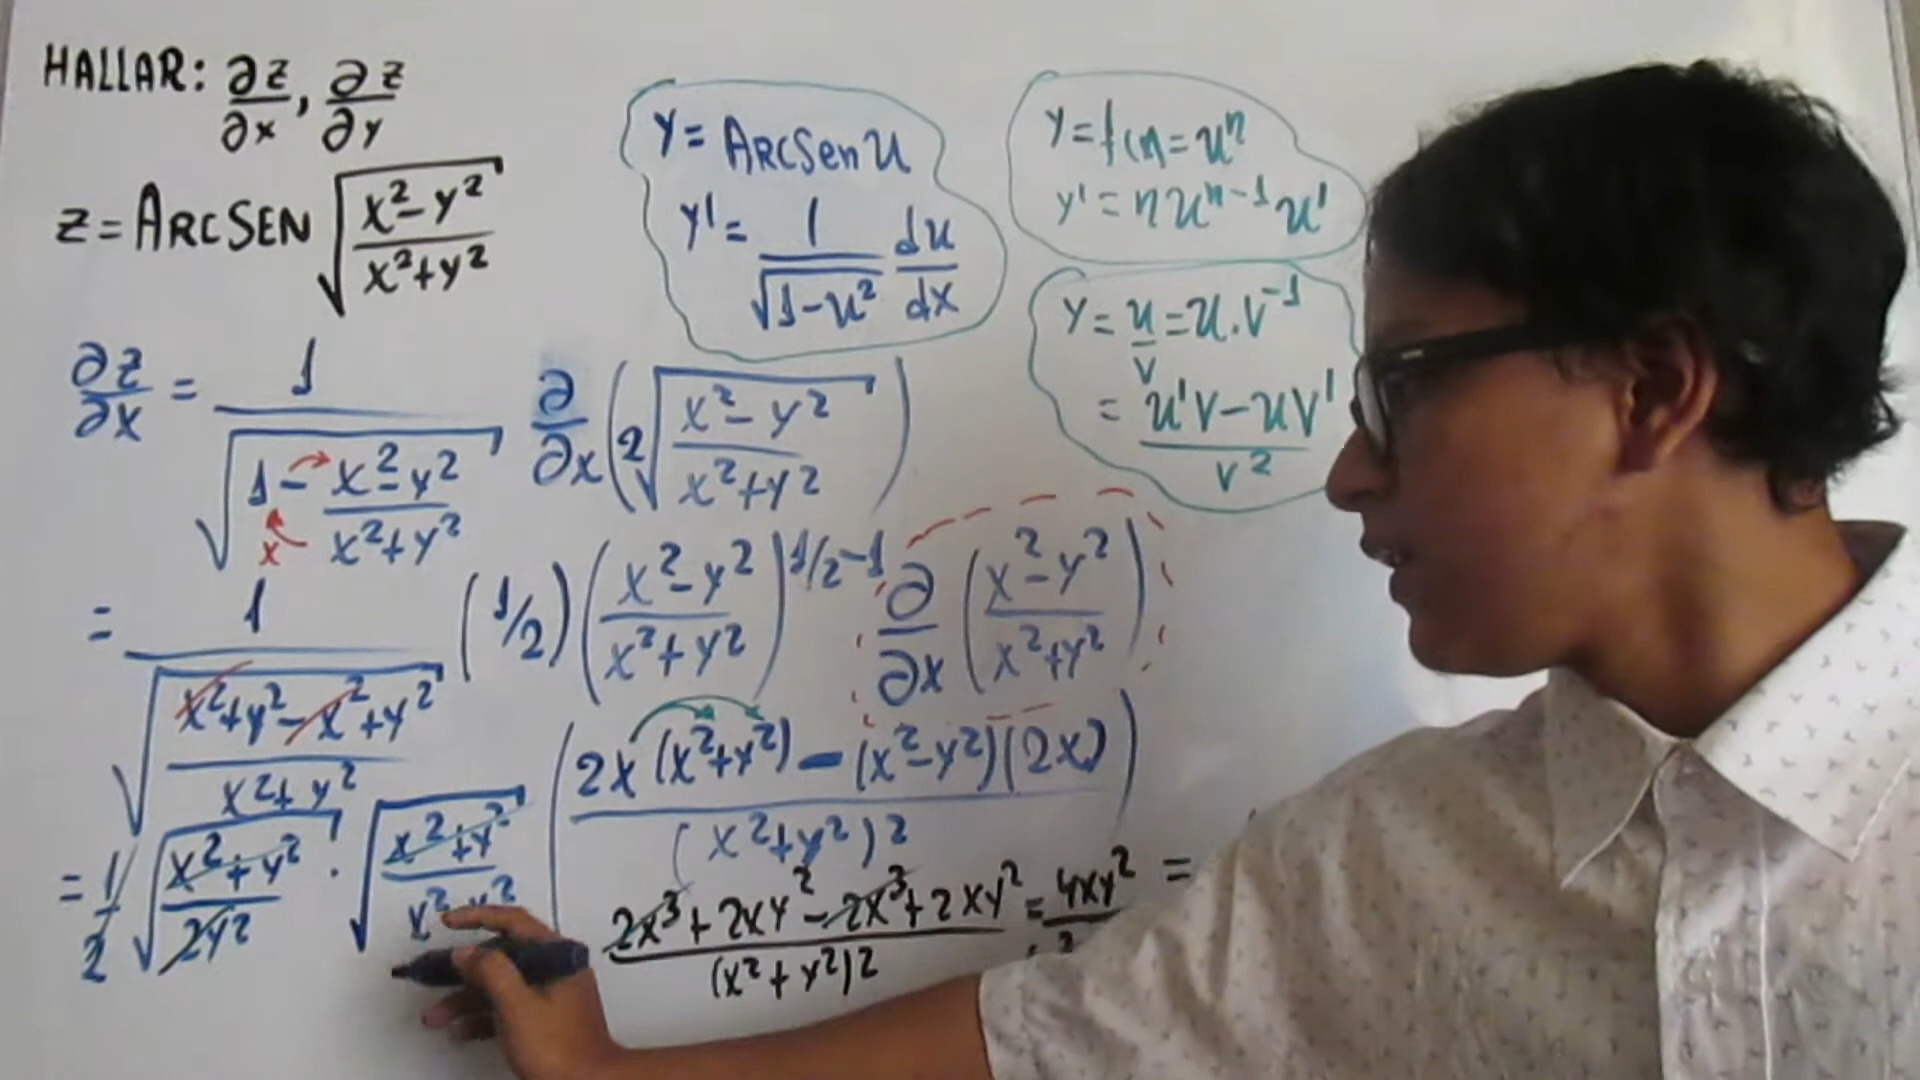 HALLAR: ∂z/∂x, ∂z/∂y
z = ARCSEN √((x²-y²)/(x²+y²))
y = ARCSen u
y' = 1/√(1-u²) du/dx
y = f(x) = uⁿ
y' = n uⁿ⁻¹ u'
y = u/v = u.v⁻¹
= (u'v-uv')/v²
∂z/∂x = 1/√(1-(x²-y²)/(x²+y²)) ∂/∂x (²√((x²-y²)/(x²+y²)))
x
= 1/√((x²+y²-x²+y²)/(x²+y²)) (1/2) ((x²-y²)/(x²+y²))^(1/2-1) ∂/∂x ((x²-y²)/(x²+y²))
= 1/2 √((x²+y²)/(2y²)) . √((x²+y²)/(x²-y²)) ((2x(x²+y²)-(x²-y²)(2x))/(x²+y²)²)
(2x³+2xy²-2x³+2xy²)/(x²+y²)² = 4xy² =